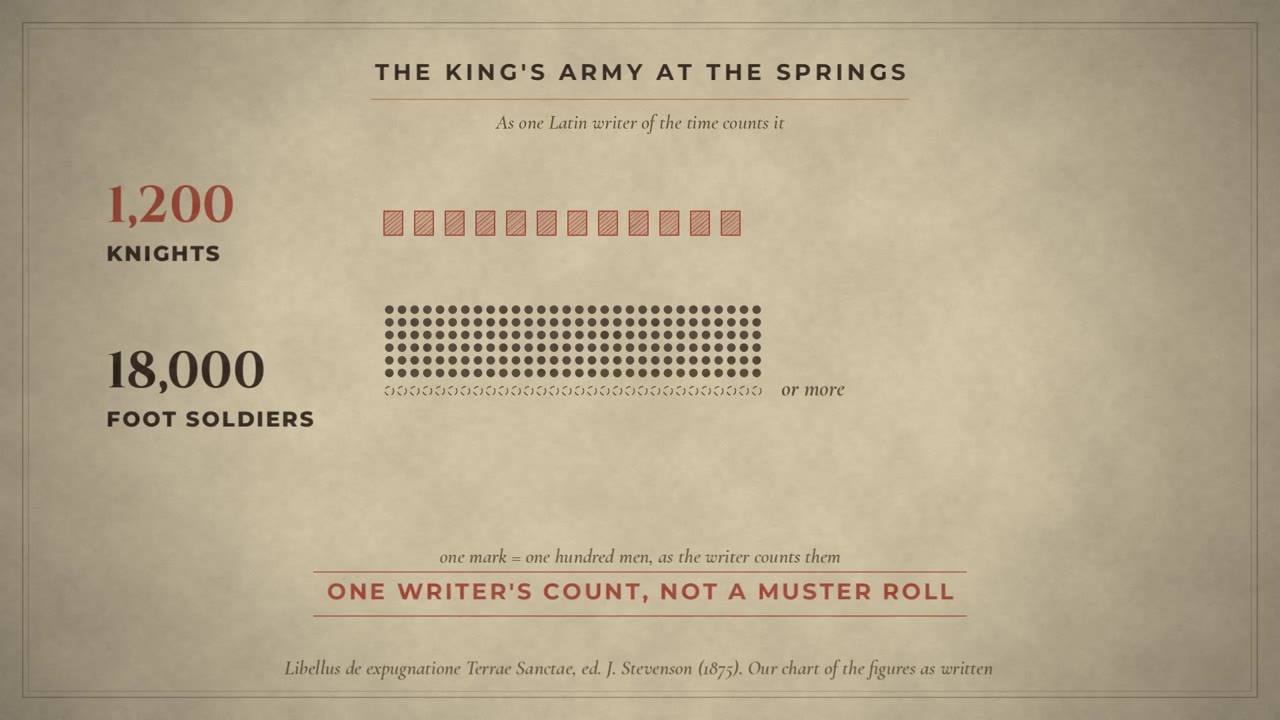 THE KING'S ARMY AT THE SPRINGS
As one Latin writer of the time counts it
1,200
KNIGHTS
18,000
FOOT SOLDIERS
or more
one mark = one hundred men, as the writer counts them
ONE WRITER'S COUNT, NOT A MUSTER ROLL
Libellus de expugnatione Terrae Sanctae, ed. J. Stevenson (1875). Our chart of the figures as written